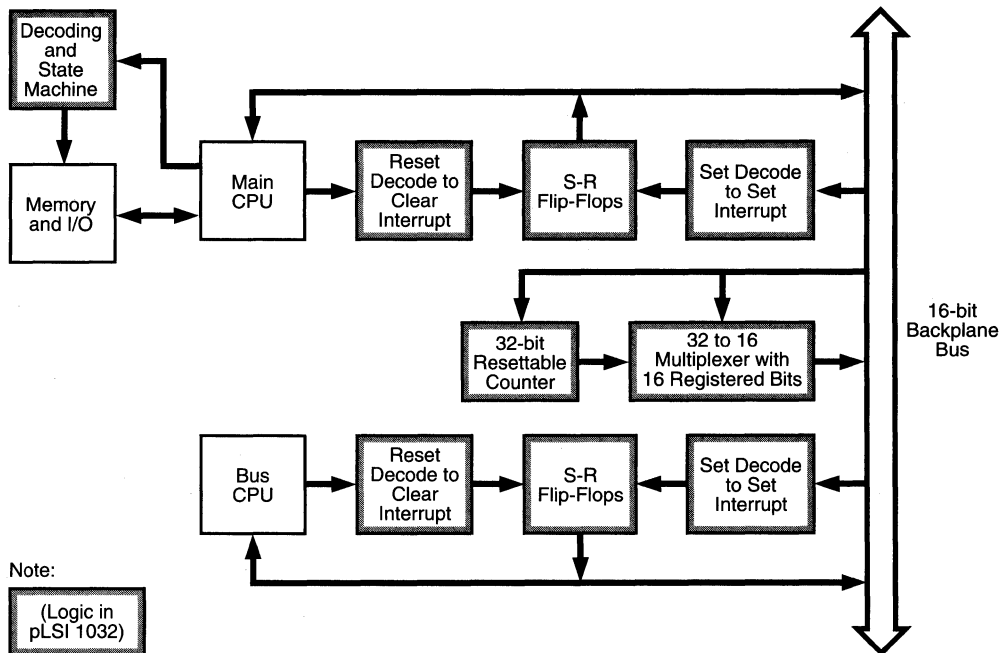 Decoding
and
State
Machine
Memory
and I/O
Main
CPU
Reset
Decode to
Clear
Interrupt
S-R
Flip-Flops
Set Decode
to Set
Interrupt
32-bit
Resettable
Counter
32 to 16
Multiplexer with
16 Registered Bits
16-bit
Backplane
Bus
Bus
CPU
Reset
Decode to
Clear
Interrupt
S-R
Flip-Flops
Set Decode
to Set
Interrupt
Note:
(Logic in
pLSI 1032)